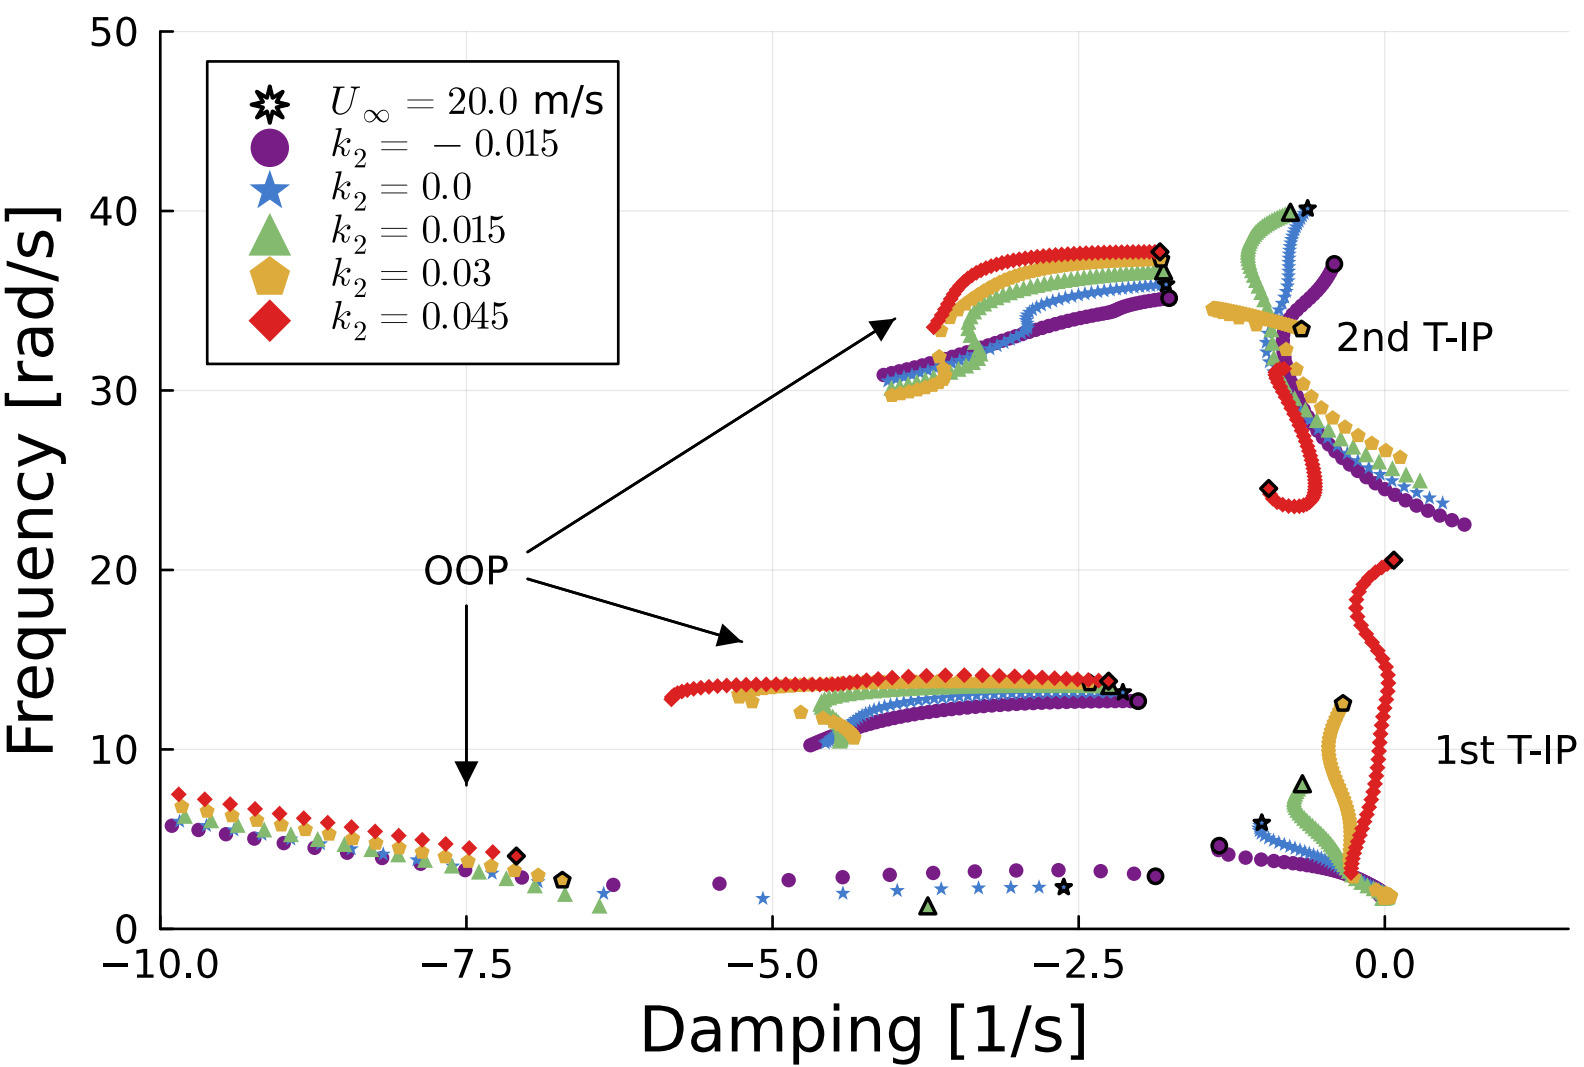 50
40
30
20
10
0
Frequency [rad/s]
U∞ = 20.0 m/s
k₂ = −0.015
k₂ = 0.0
k₂ = 0.015
k₂ = 0.03
k₂ = 0.045
2nd T-IP
OOP
1st T-IP
−10.0 −7.5 −5.0 −2.5 0.0
Damping [1/s]